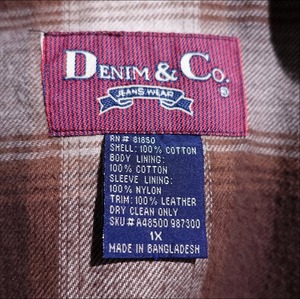 DENIM & CO.®
JEANS WEAR
RN# 81850
SHELL: 100% COTTON
BODY LINING:
100% COTTON
SLEEVE LINING:
100% NYLON
TRIM: 100% LEATHER
DRY CLEAN ONLY
SKU# A48500 987300
1X
MADE IN BANGLADESH